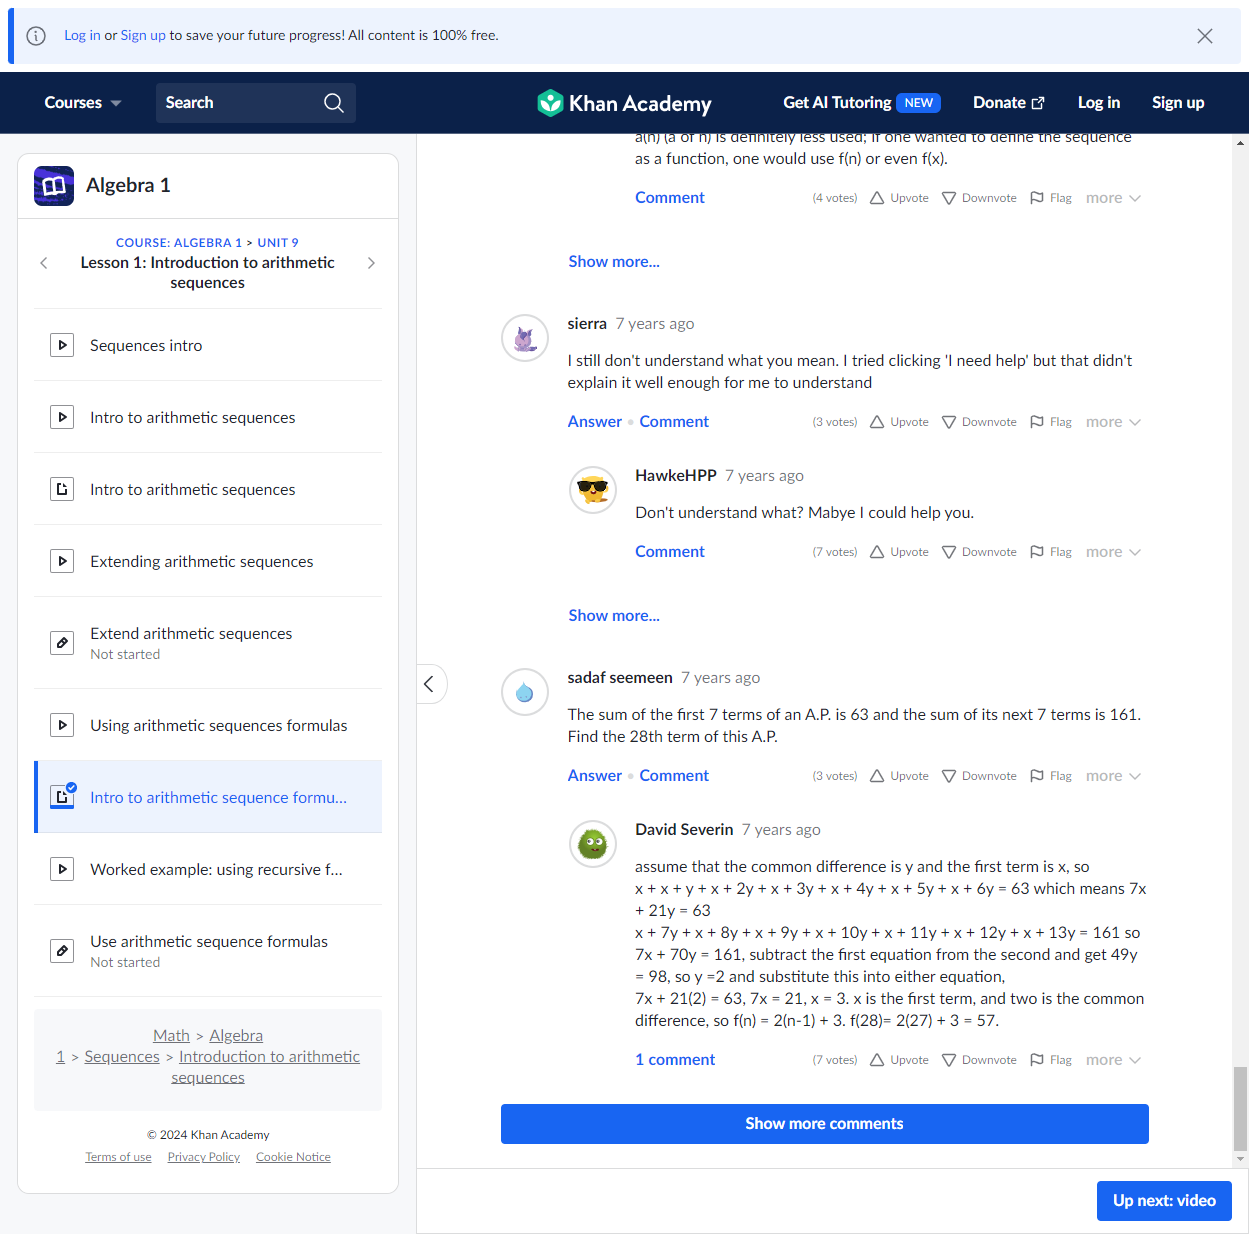 Log in or Sign up to save your future progress! All content is 100% free.
Courses
Search
Khan Academy
Get AI Tutoring NEW
Donate
Log in
Sign up
Algebra 1
COURSE: ALGEBRA 1 > UNIT 9
Lesson 1: Introduction to arithmetic
sequences
Sequences intro
Intro to arithmetic sequences
Intro to arithmetic sequences
Extending arithmetic sequences
Extend arithmetic sequences
Not started
Using arithmetic sequences formulas
Intro to arithmetic sequence formu...
Worked example: using recursive f...
Use arithmetic sequence formulas
Not started
Math > Algebra
1 > Sequences > Introduction to arithmetic
sequences
© 2024 Khan Academy
Terms of use Privacy Policy Cookie Notice
a(n) (a of n) is definitely less used; if one wanted to define the sequence
as a function, one would use f(n) or even f(x).
Comment (4 votes) Upvote Downvote Flag more
Show more...
sierra 7 years ago
I still don't understand what you mean. I tried clicking 'I need help' but that didn't
explain it well enough for me to understand
Answer • Comment (3 votes) Upvote Downvote Flag more
HawkeHPP 7 years ago
Don't understand what? Mabye I could help you.
Comment (7 votes) Upvote Downvote Flag more
Show more...
sadaf seemeen 7 years ago
The sum of the first 7 terms of an A.P. is 63 and the sum of its next 7 terms is 161.
Find the 28th term of this A.P.
Answer • Comment (3 votes) Upvote Downvote Flag more
David Severin 7 years ago
assume that the common difference is y and the first term is x, so
x + x + y + x + 2y + x + 3y + x + 4y + x + 5y + x + 6y = 63 which means 7x
+ 21y = 63
x + 7y + x + 8y + x + 9y + x + 10y + x + 11y + x + 12y + x + 13y = 161 so
7x + 70y = 161, subtract the first equation from the second and get 49y
= 98, so y =2 and substitute this into either equation,
7x + 21(2) = 63, 7x = 21, x = 3. x is the first term, and two is the common
difference, so f(n) = 2(n-1) + 3. f(28)= 2(27) + 3 = 57.
1 comment (7 votes) Upvote Downvote Flag more
Show more comments
Up next: video